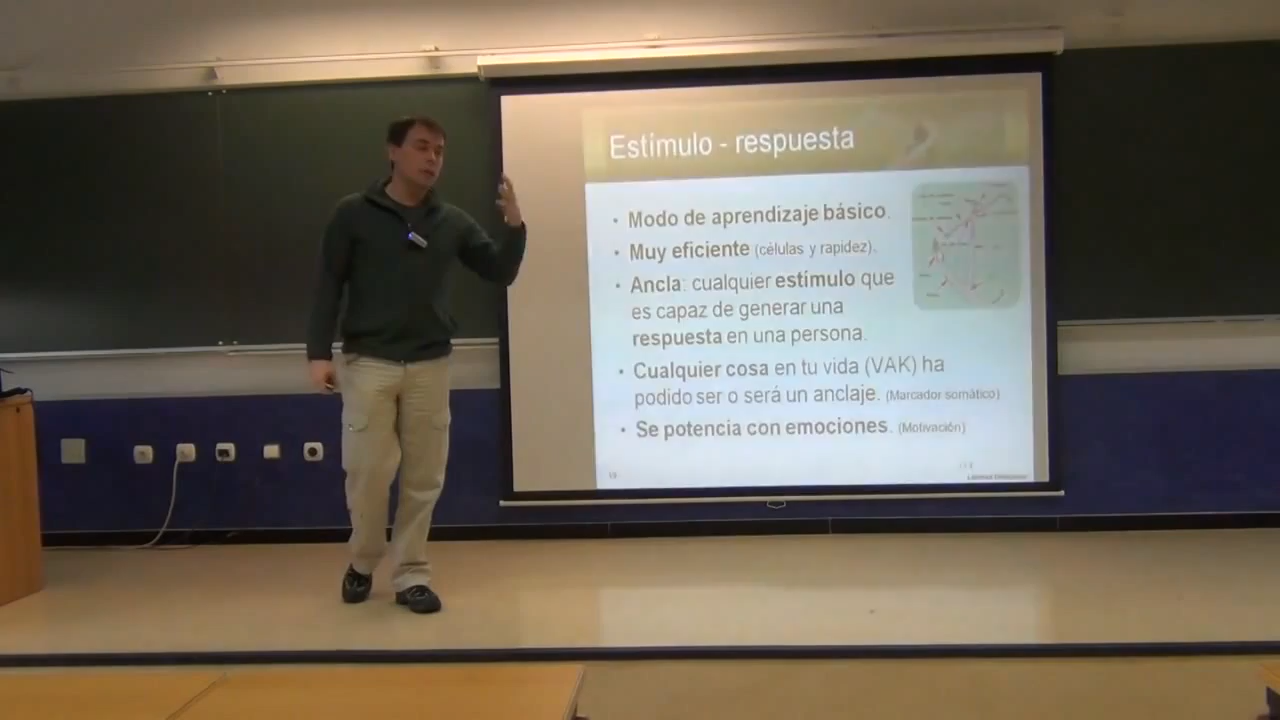 Estímulo - respuesta
• Modo de aprendizaje básico.
• Muy eficiente (células y rapidez).
• Ancla: cualquier estímulo que
es capaz de generar una
respuesta en una persona.
• Cualquier cosa en tu vida (VAK) ha
podido ser o será un anclaje. (Marcador somático)
• Se potencia con emociones. (Motivación)